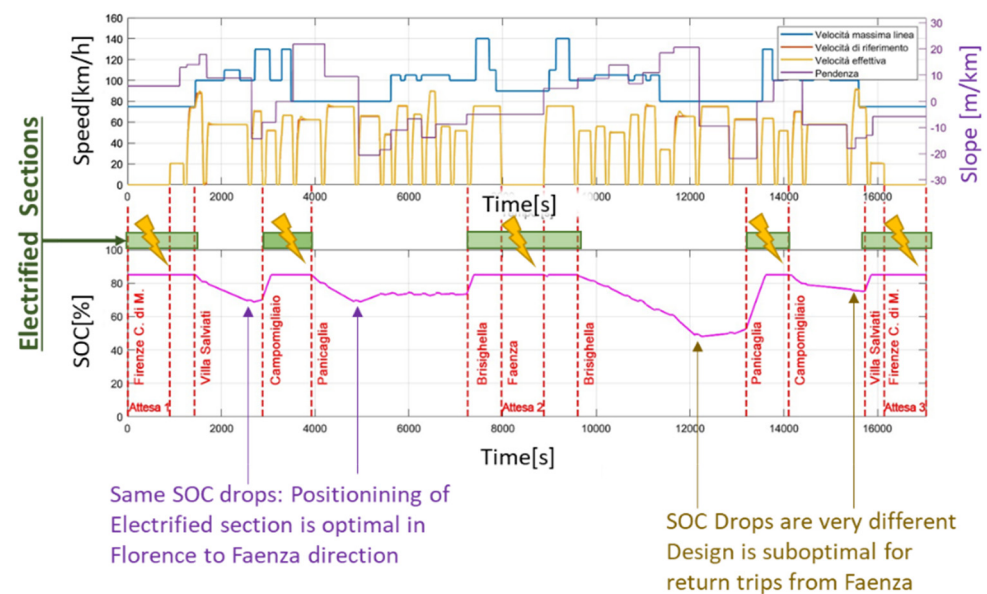 160
140
120
100
80
60
40
20
0
Speed[km/h]
30
20
10
0
-10
-20
-30
Slope [m/km]
Velocità massima linea
Velocità di riferimento
Velocità effettiva
Pendenza
0 2000 4000 6000 8000 10000 12000 14000 16000
Time[s]
Electrified Sections
100
80
60
40
20
0
SOC[%]
Firenze C. di M.
Villa Salviati
Campomigliaio
Panicaglia
Brisighella
Faenza
Brisighella
Panicaglia
Campomigliaio
Villa Salviati
Firenze C. di M.
Attesa 1
Attesa 2
Attesa 3
0 2000 4000 6000 8000 10000 12000 14000 16000
Time[s]
Same SOC drops: Positionining of
Electrified section is optimal in
Florence to Faenza direction
SOC Drops are very different
Design is suboptimal for
return trips from Faenza